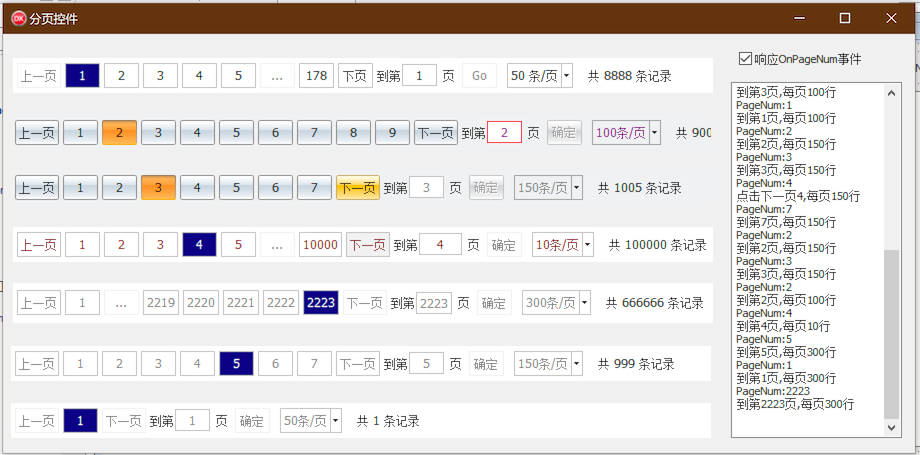 DX 分页控件
上一页 1 2 3 4 5 ... 178 下页 到第 1 页 Go 50 条/页 共 8888 条记录
上一页 1 2 3 4 5 6 7 8 9 下一页 到第 2 页 确定 100条/页 共 900
上一页 1 2 3 4 5 6 7 下一页 到第 3 页 确定 150条/页 共 1005 条记录
上一页 1 2 3 4 5 ... 10000 下一页 到第 4 页 确定 10条/页 共 100000 条记录
上一页 1 ... 2219 2220 2221 2222 2223 下一页 到第 2223 页 确定 300条/页 共 666666 条记录
上一页 1 2 3 4 5 6 7 下一页 到第 5 页 确定 150条/页 共 999 条记录
上一页 1 下一页 到第 1 页 确定 50条/页 共 1 条记录
响应OnPageNum事件
到第3页,每页100行
PageNum:1
到第1页,每页100行
PageNum:2
到第2页,每页150行
PageNum:3
到第3页,每页150行
PageNum:4
点击下一页4,每页150行
PageNum:7
到第7页,每页150行
PageNum:2
到第2页,每页150行
PageNum:3
到第3页,每页150行
PageNum:2
到第2页,每页100行
PageNum:4
到第4页,每页10行
PageNum:5
到第5页,每页300行
PageNum:1
到第1页,每页300行
PageNum:2223
到第2223页,每页300行